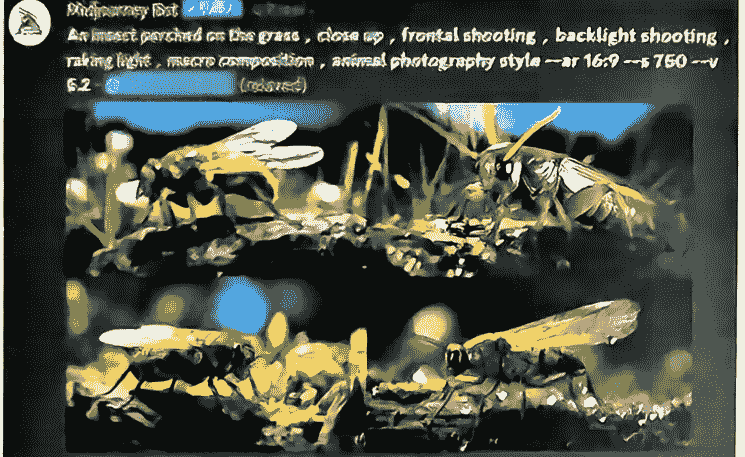 Midjourney Bot
An insect perched on the grass , close up , frontal shooting , backlight shooting ,
raking light , macro composition , animal photography style --ar 16:9 --s 750 --v
5.2 - (relaxed)